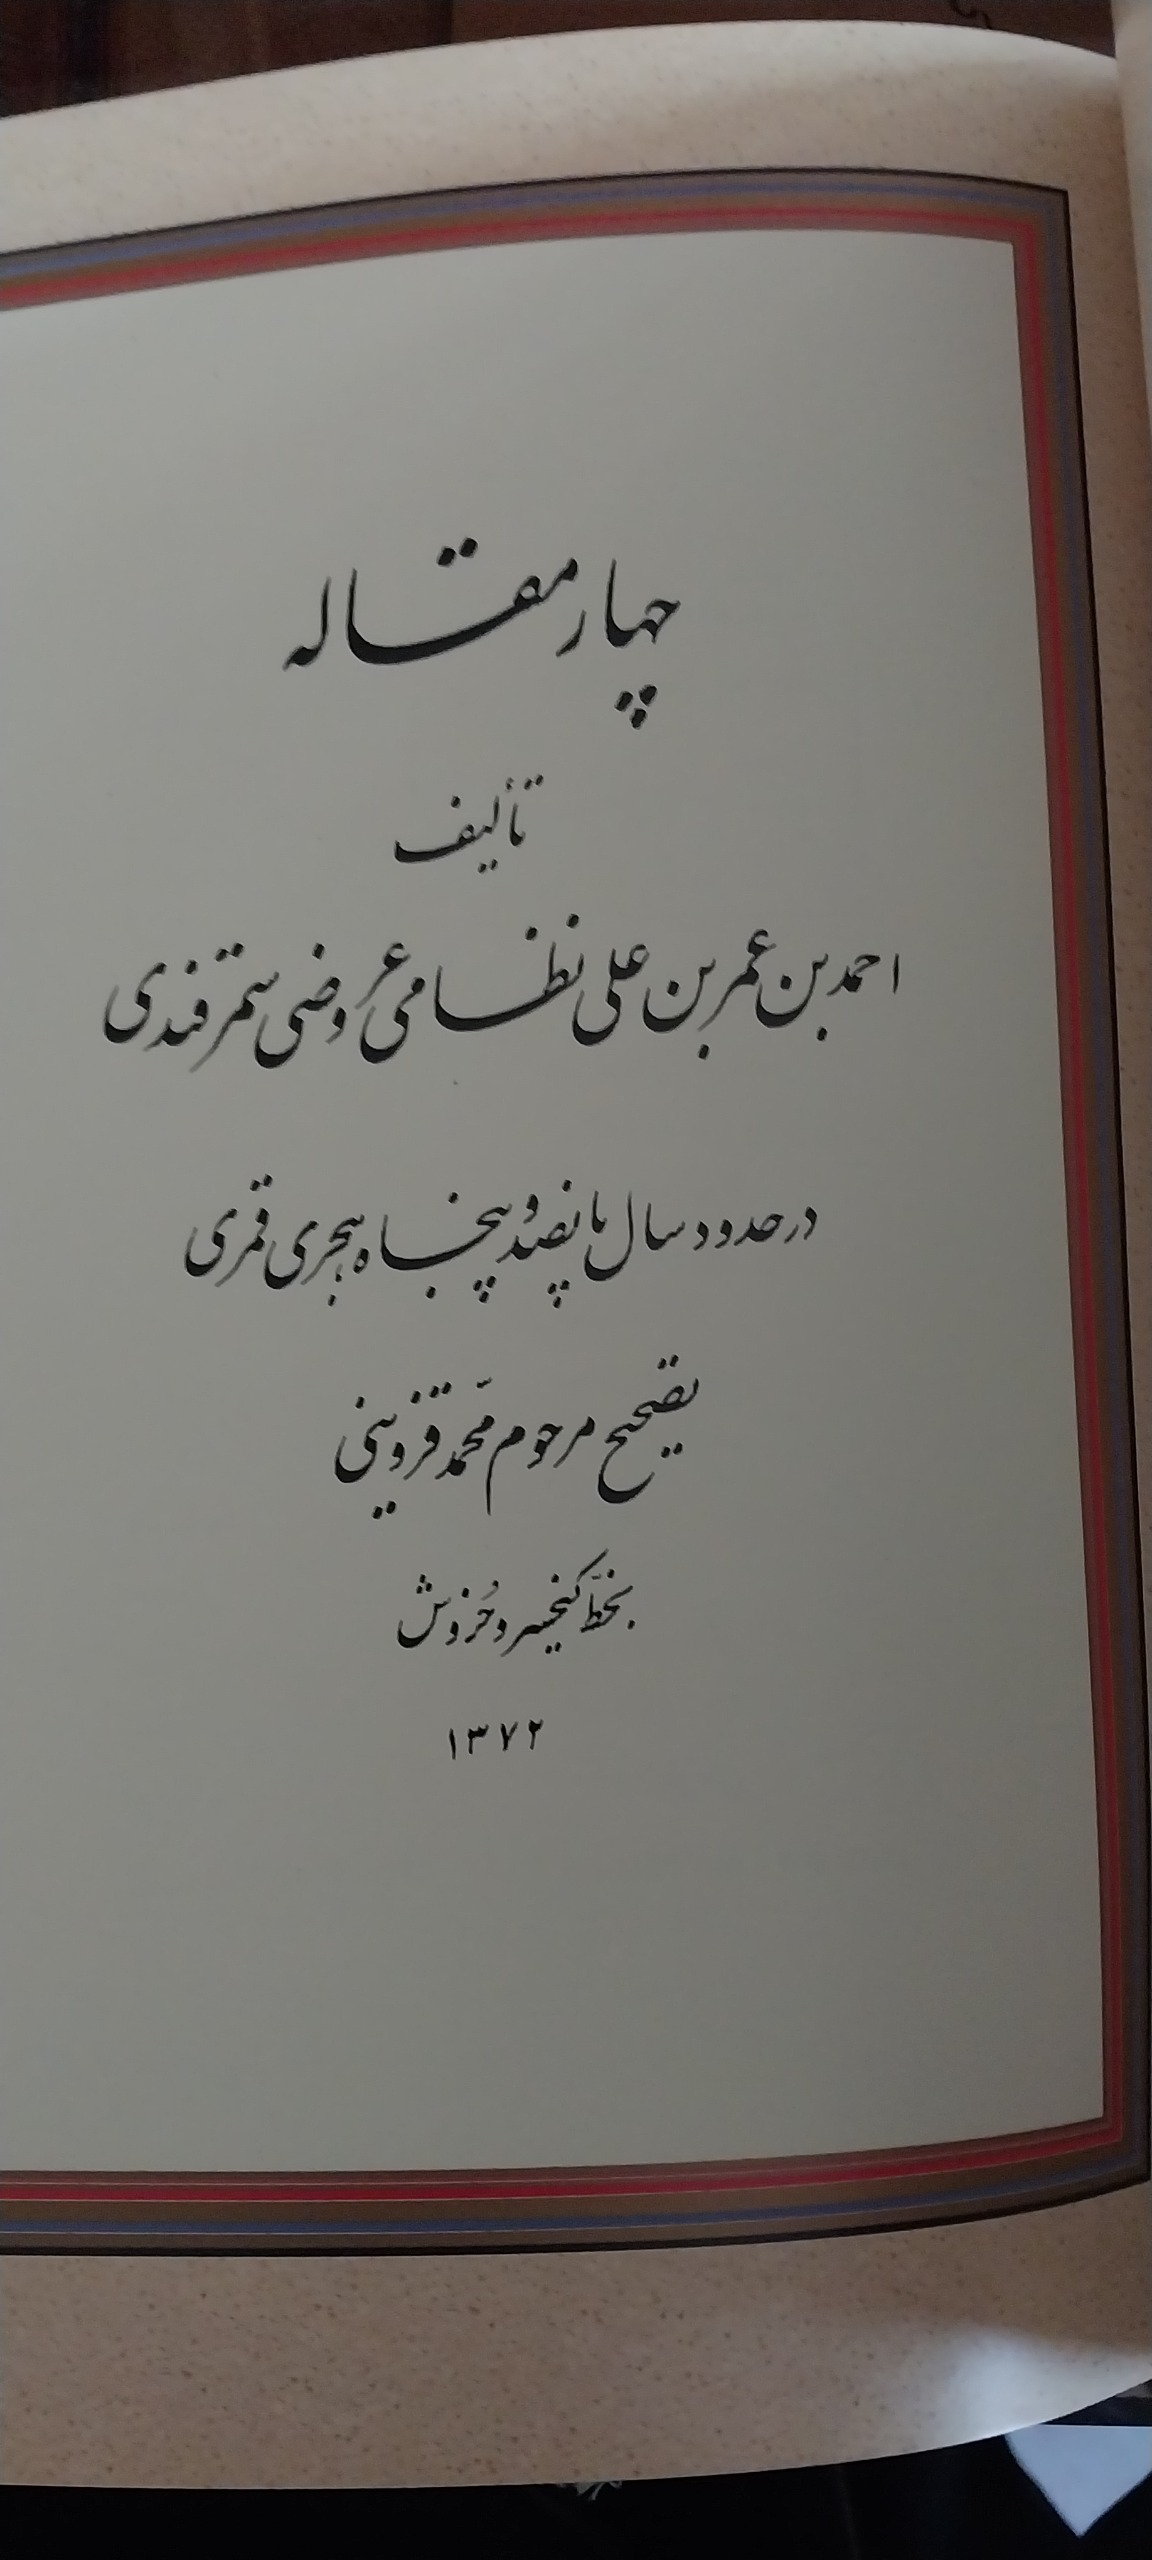 چهار مقاله
تألیف
احمد بن عمر بن علی نظامی عروضی سمرقندی
در حدود سال پانصد و پنجاه هجری قمری
بتصحیح مرحوم محمّد قزوینی
بخطّ کیخسرو خروش
۱۳۷۲